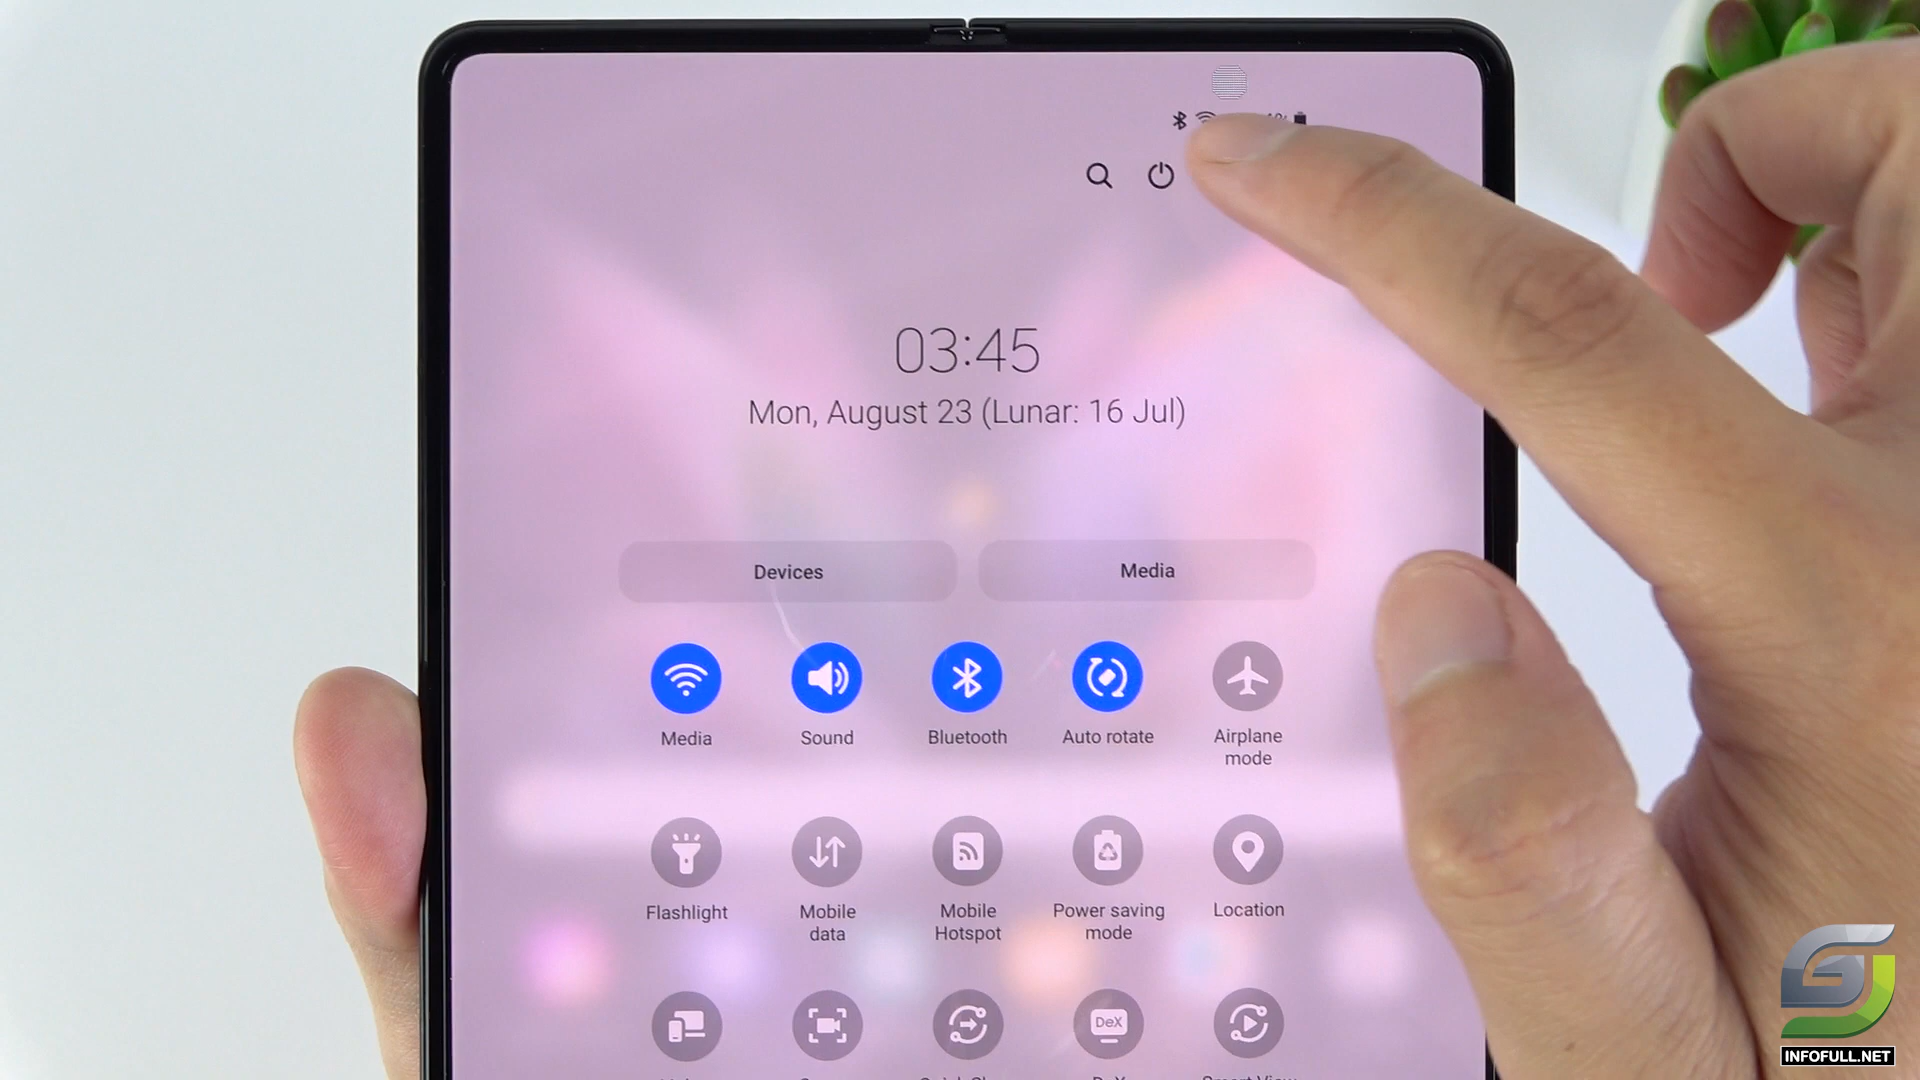 03:45
Mon, August 23 (Lunar: 16 Jul)
Devices
Media
Media
Sound
Bluetooth
Auto rotate
Airplane
mode
Flashlight
Mobile
data
Mobile
Hotspot
Power saving
mode
Location
DeX
DeX
INFOFULL.NET